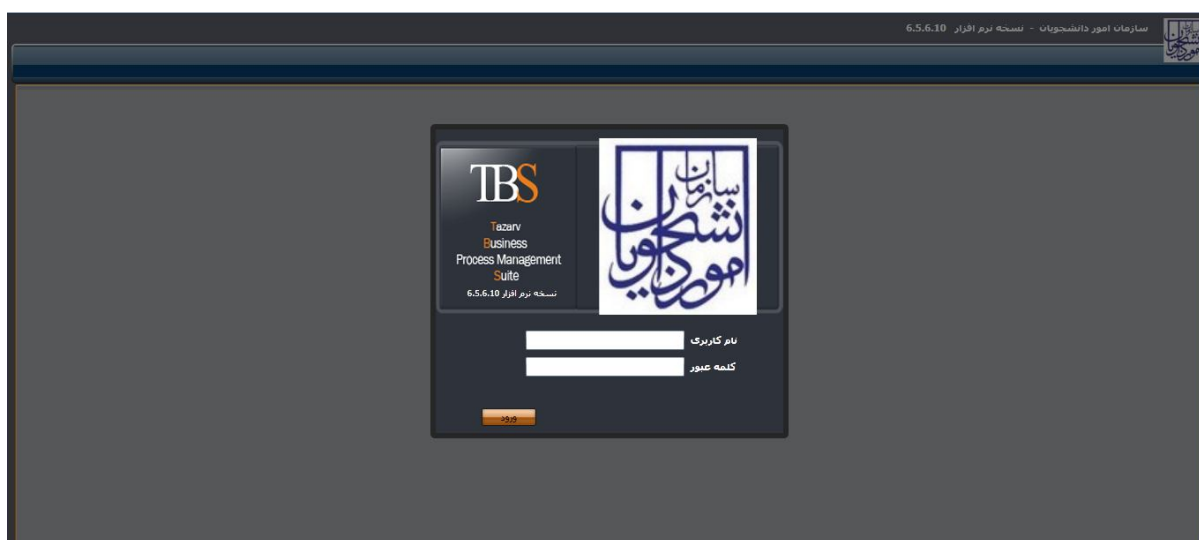 سازمان امور دانشجویان - نسخه نرم افزار 6.5.6.10
سازمان
امور دانشجویان
TBS
Tazarv
Business
Process Management
Suite
نسخه نرم افزار 6.5.6.10
نام کاربری
کلمه عبور
ورود